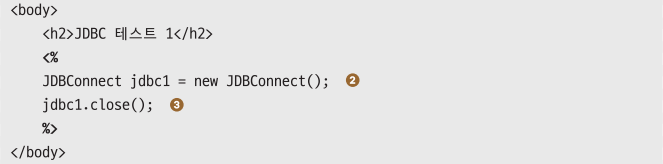 <body>
<h2>JDBC 테스트 1</h2>
<%
JDBConnect jdbc1 = new JDBConnect(); ❷
jdbc1.close(); ❸
%>
</body>